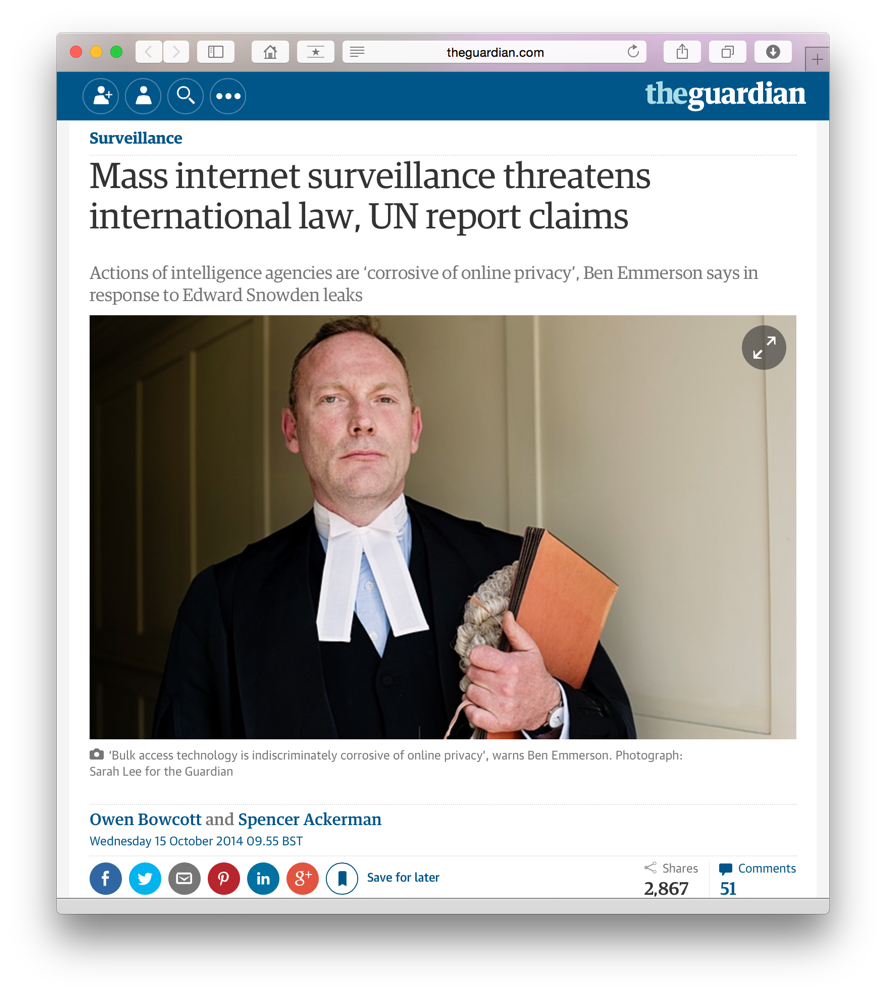 theguardian.com
theguardian
Surveillance
Mass internet surveillance threatens
international law, UN report claims
Actions of intelligence agencies are ‘corrosive of online privacy’, Ben Emmerson says in
response to Edward Snowden leaks
‘Bulk access technology is indiscriminately corrosive of online privacy', warns Ben Emmerson. Photograph:
Sarah Lee for the Guardian
Owen Bowcott and Spencer Ackerman
Wednesday 15 October 2014 09.55 BST
Save for later
Shares
2,867
Comments
51